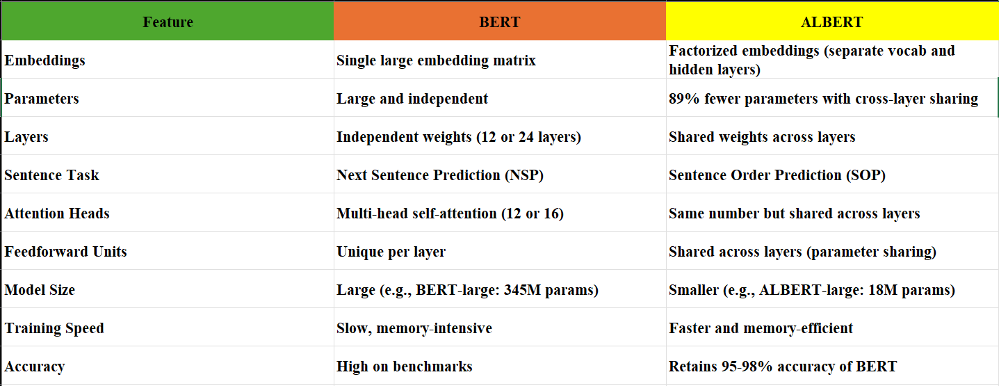 Feature BERT ALBERT
Embeddings Single large embedding matrix Factorized embeddings (separate vocab and
hidden layers)
Parameters Large and independent 89% fewer parameters with cross-layer sharing
Layers Independent weights (12 or 24 layers) Shared weights across layers
Sentence Task Next Sentence Prediction (NSP) Sentence Order Prediction (SOP)
Attention Heads Multi-head self-attention (12 or 16) Same number but shared across layers
Feedforward Units Unique per layer Shared across layers (parameter sharing)
Model Size Large (e.g., BERT-large: 345M params) Smaller (e.g., ALBERT-large: 18M params)
Training Speed Slow, memory-intensive Faster and memory-efficient
Accuracy High on benchmarks Retains 95-98% accuracy of BERT